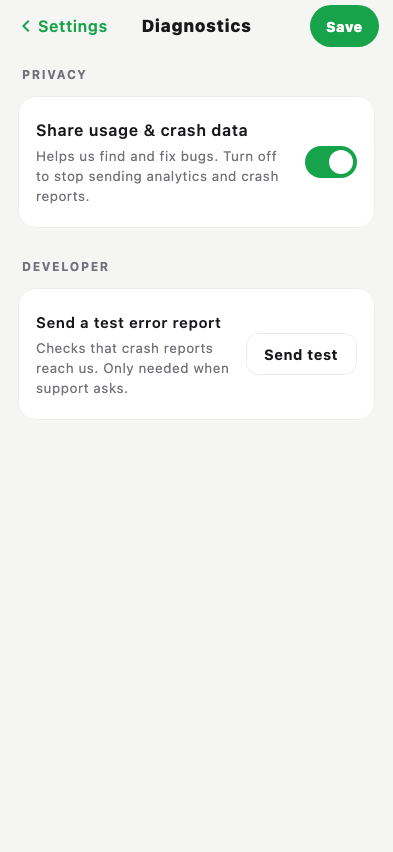 Settings
Diagnostics
Save
PRIVACY
Share usage & crash data
Helps us find and fix bugs. Turn off
to stop sending analytics and crash
reports.
DEVELOPER
Send a test error report
Checks that crash reports
reach us. Only needed when
support asks.
Send test